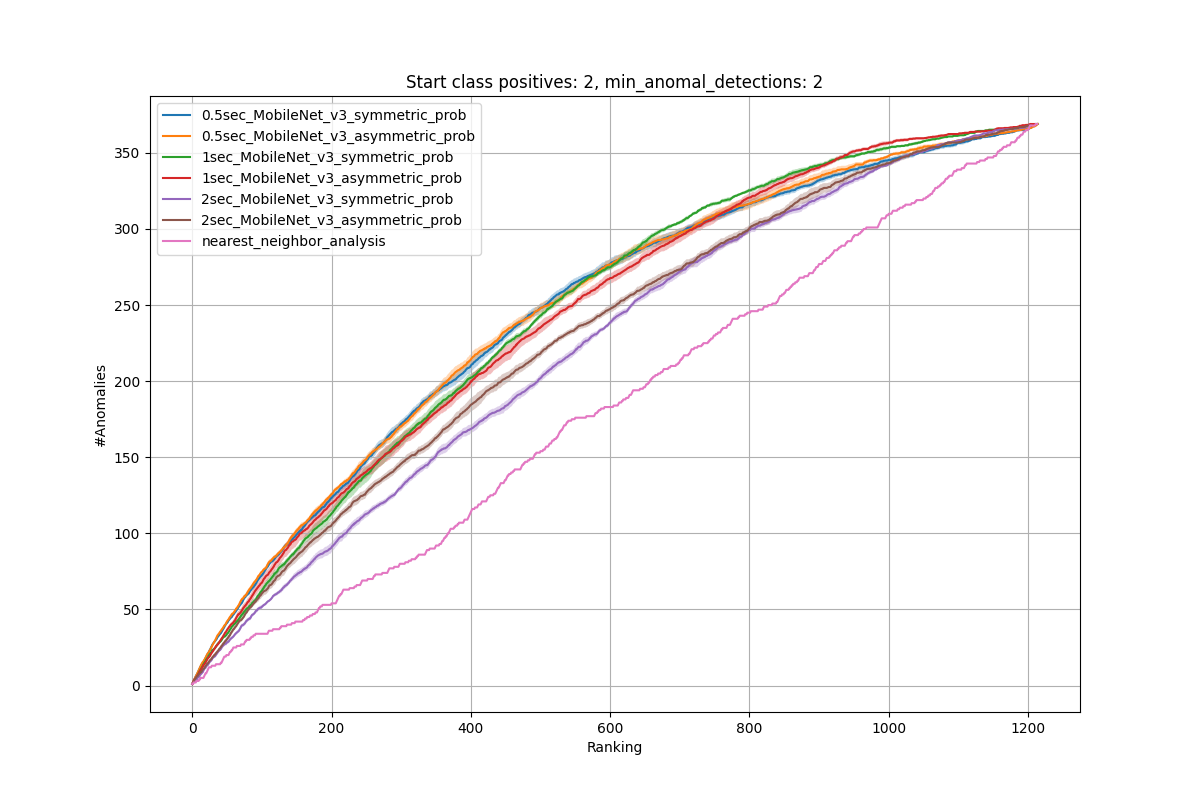 Start class positives: 2, min_anomal_detections: 2
0.5sec_MobileNet_v3_symmetric_prob
0.5sec_MobileNet_v3_asymmetric_prob
1sec_MobileNet_v3_symmetric_prob
1sec_MobileNet_v3_asymmetric_prob
2sec_MobileNet_v3_symmetric_prob
2sec_MobileNet_v3_asymmetric_prob
nearest_neighbor_analysis
#Anomalies
350
300
250
200
150
100
50
0
0 200 400 600 800 1000 1200
Ranking